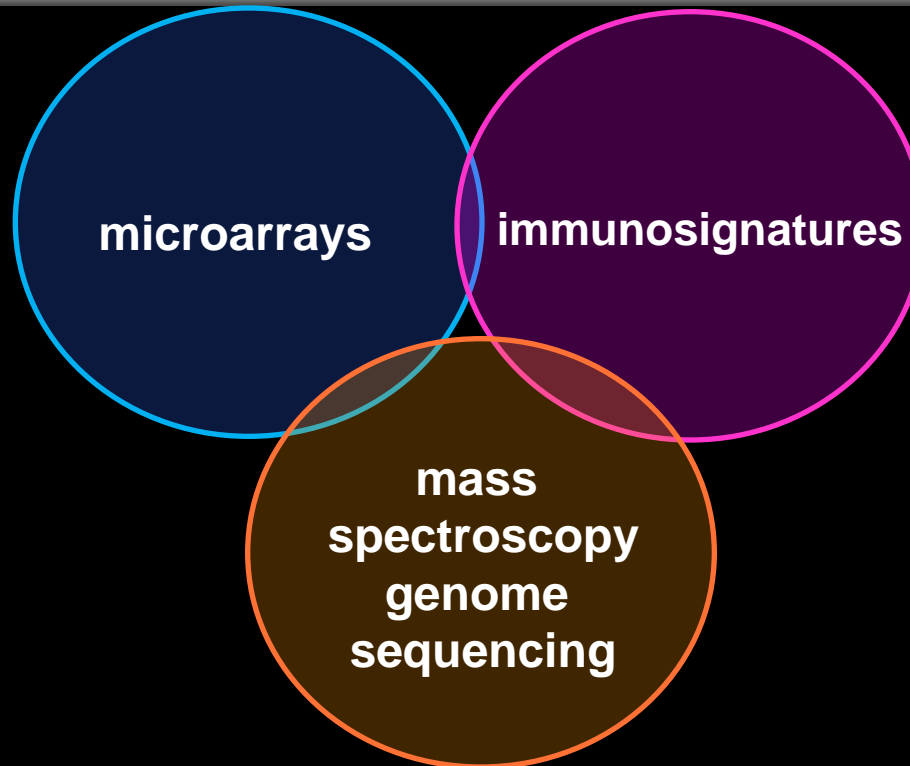 microarrays
immunosignatures
mass
spectroscopy
genome
sequencing